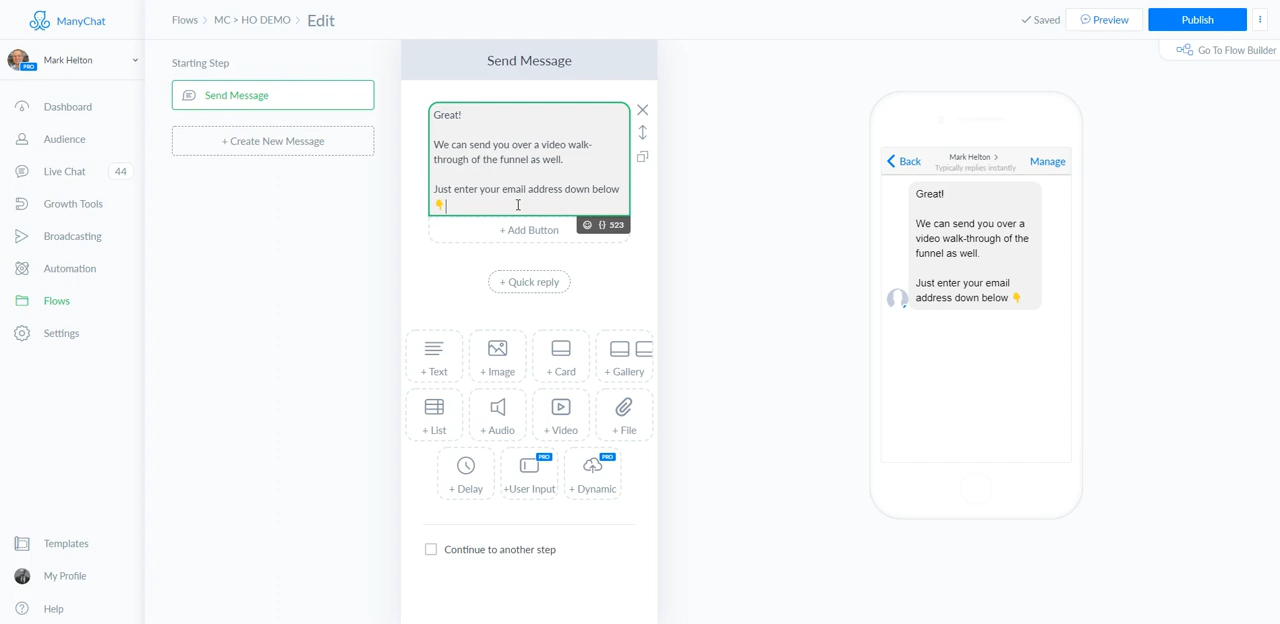 ManyChat
Flows > MC > HO DEMO > Edit
Saved
Preview
Publish
Mark Helton
PRO
Go To Flow Builder
Dashboard
Audience
Live Chat 44
Growth Tools
Broadcasting
Automation
Flows
Settings
Templates
My Profile
Help
Starting Step
Send Message
+ Create New Message
Send Message
Great!
We can send you over a video walk-
through of the funnel as well.
Just enter your email address down below
👇
{} 523
+ Add Button
+ Quick reply
+ Text
+ Image
+ Card
+ Gallery
+ List
+ Audio
+ Video
+ File
PRO
PRO
+ Delay
+User Input
+ Dynamic
Continue to another step
Back
Mark Helton >
Typically replies instantly
Manage
Great!
We can send you over a
video walk-through of the
funnel as well.
Just enter your email
address down below 👇